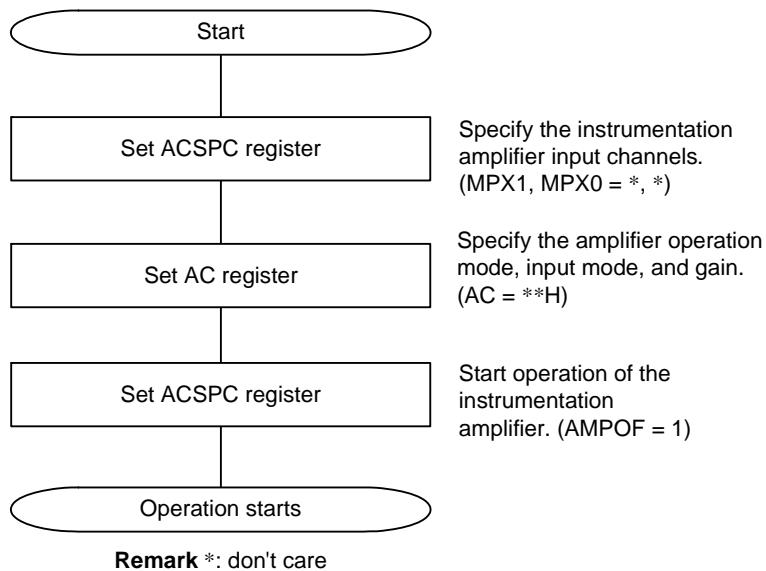 Start
Set ACSPC register
Specify the instrumentation
amplifier input channels.
(MPX1, MPX0 = *, *)
Set AC register
Specify the amplifier operation
mode, input mode, and gain.
(AC = **H)
Set ACSPC register
Start operation of the
instrumentation
amplifier. (AMPOF = 1)
Operation starts
Remark *: don't care